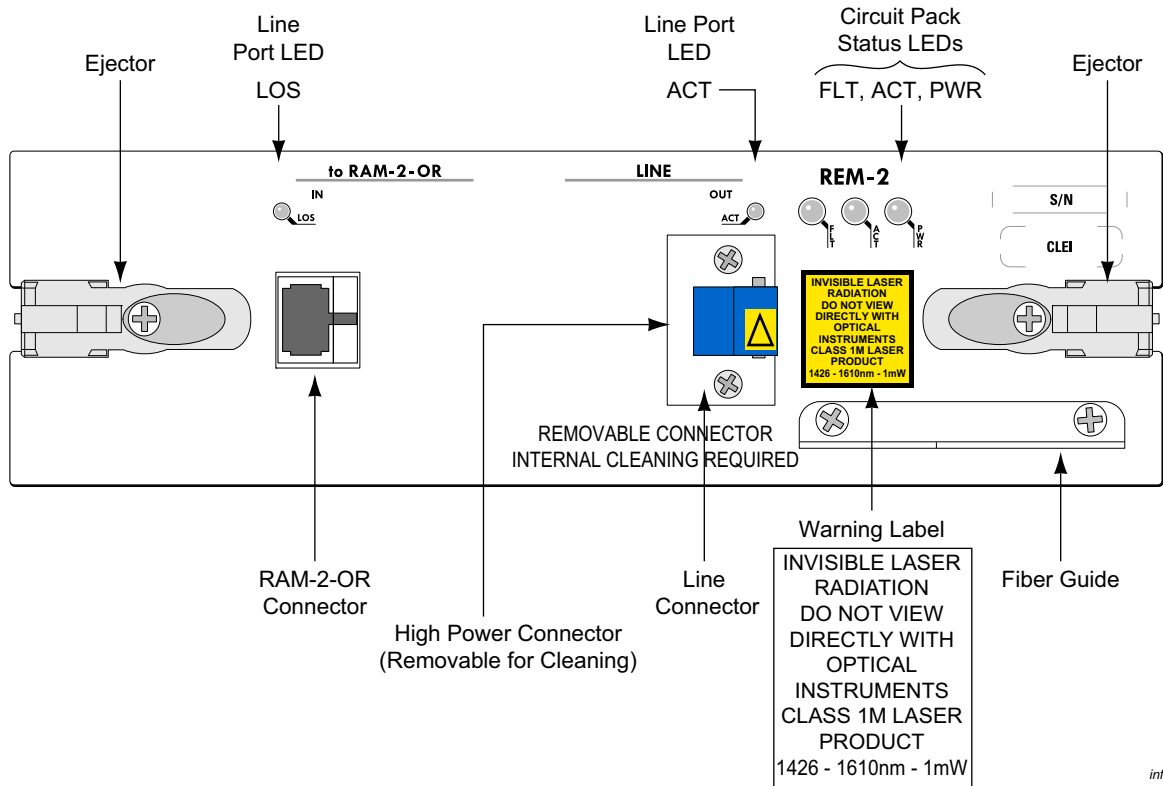 Line
Port LED
LOS
Ejector
Line Port
LED
ACT
Circuit Pack
Status LEDs
FLT, ACT, PWR
Ejector
to RAM-2-OR
LINE
REM-2
IN
LOS
OUT
ACT
FLT
ACT
PWR
S/N
CLEI
INVISIBLE LASER
RADIATION
DO NOT VIEW
DIRECTLY WITH
OPTICAL
INSTRUMENTS
CLASS 1M LASER
PRODUCT
1426 - 1610nm - 1mW
REMOVABLE CONNECTOR
INTERNAL CLEANING REQUIRED
RAM-2-OR
Connector
High Power Connector
(Removable for Cleaning)
Line
Connector
Warning Label
INVISIBLE LASER
RADIATION
DO NOT VIEW
DIRECTLY WITH
OPTICAL
INSTRUMENTS
CLASS 1M LASER
PRODUCT
1426 - 1610nm - 1mW
Fiber Guide